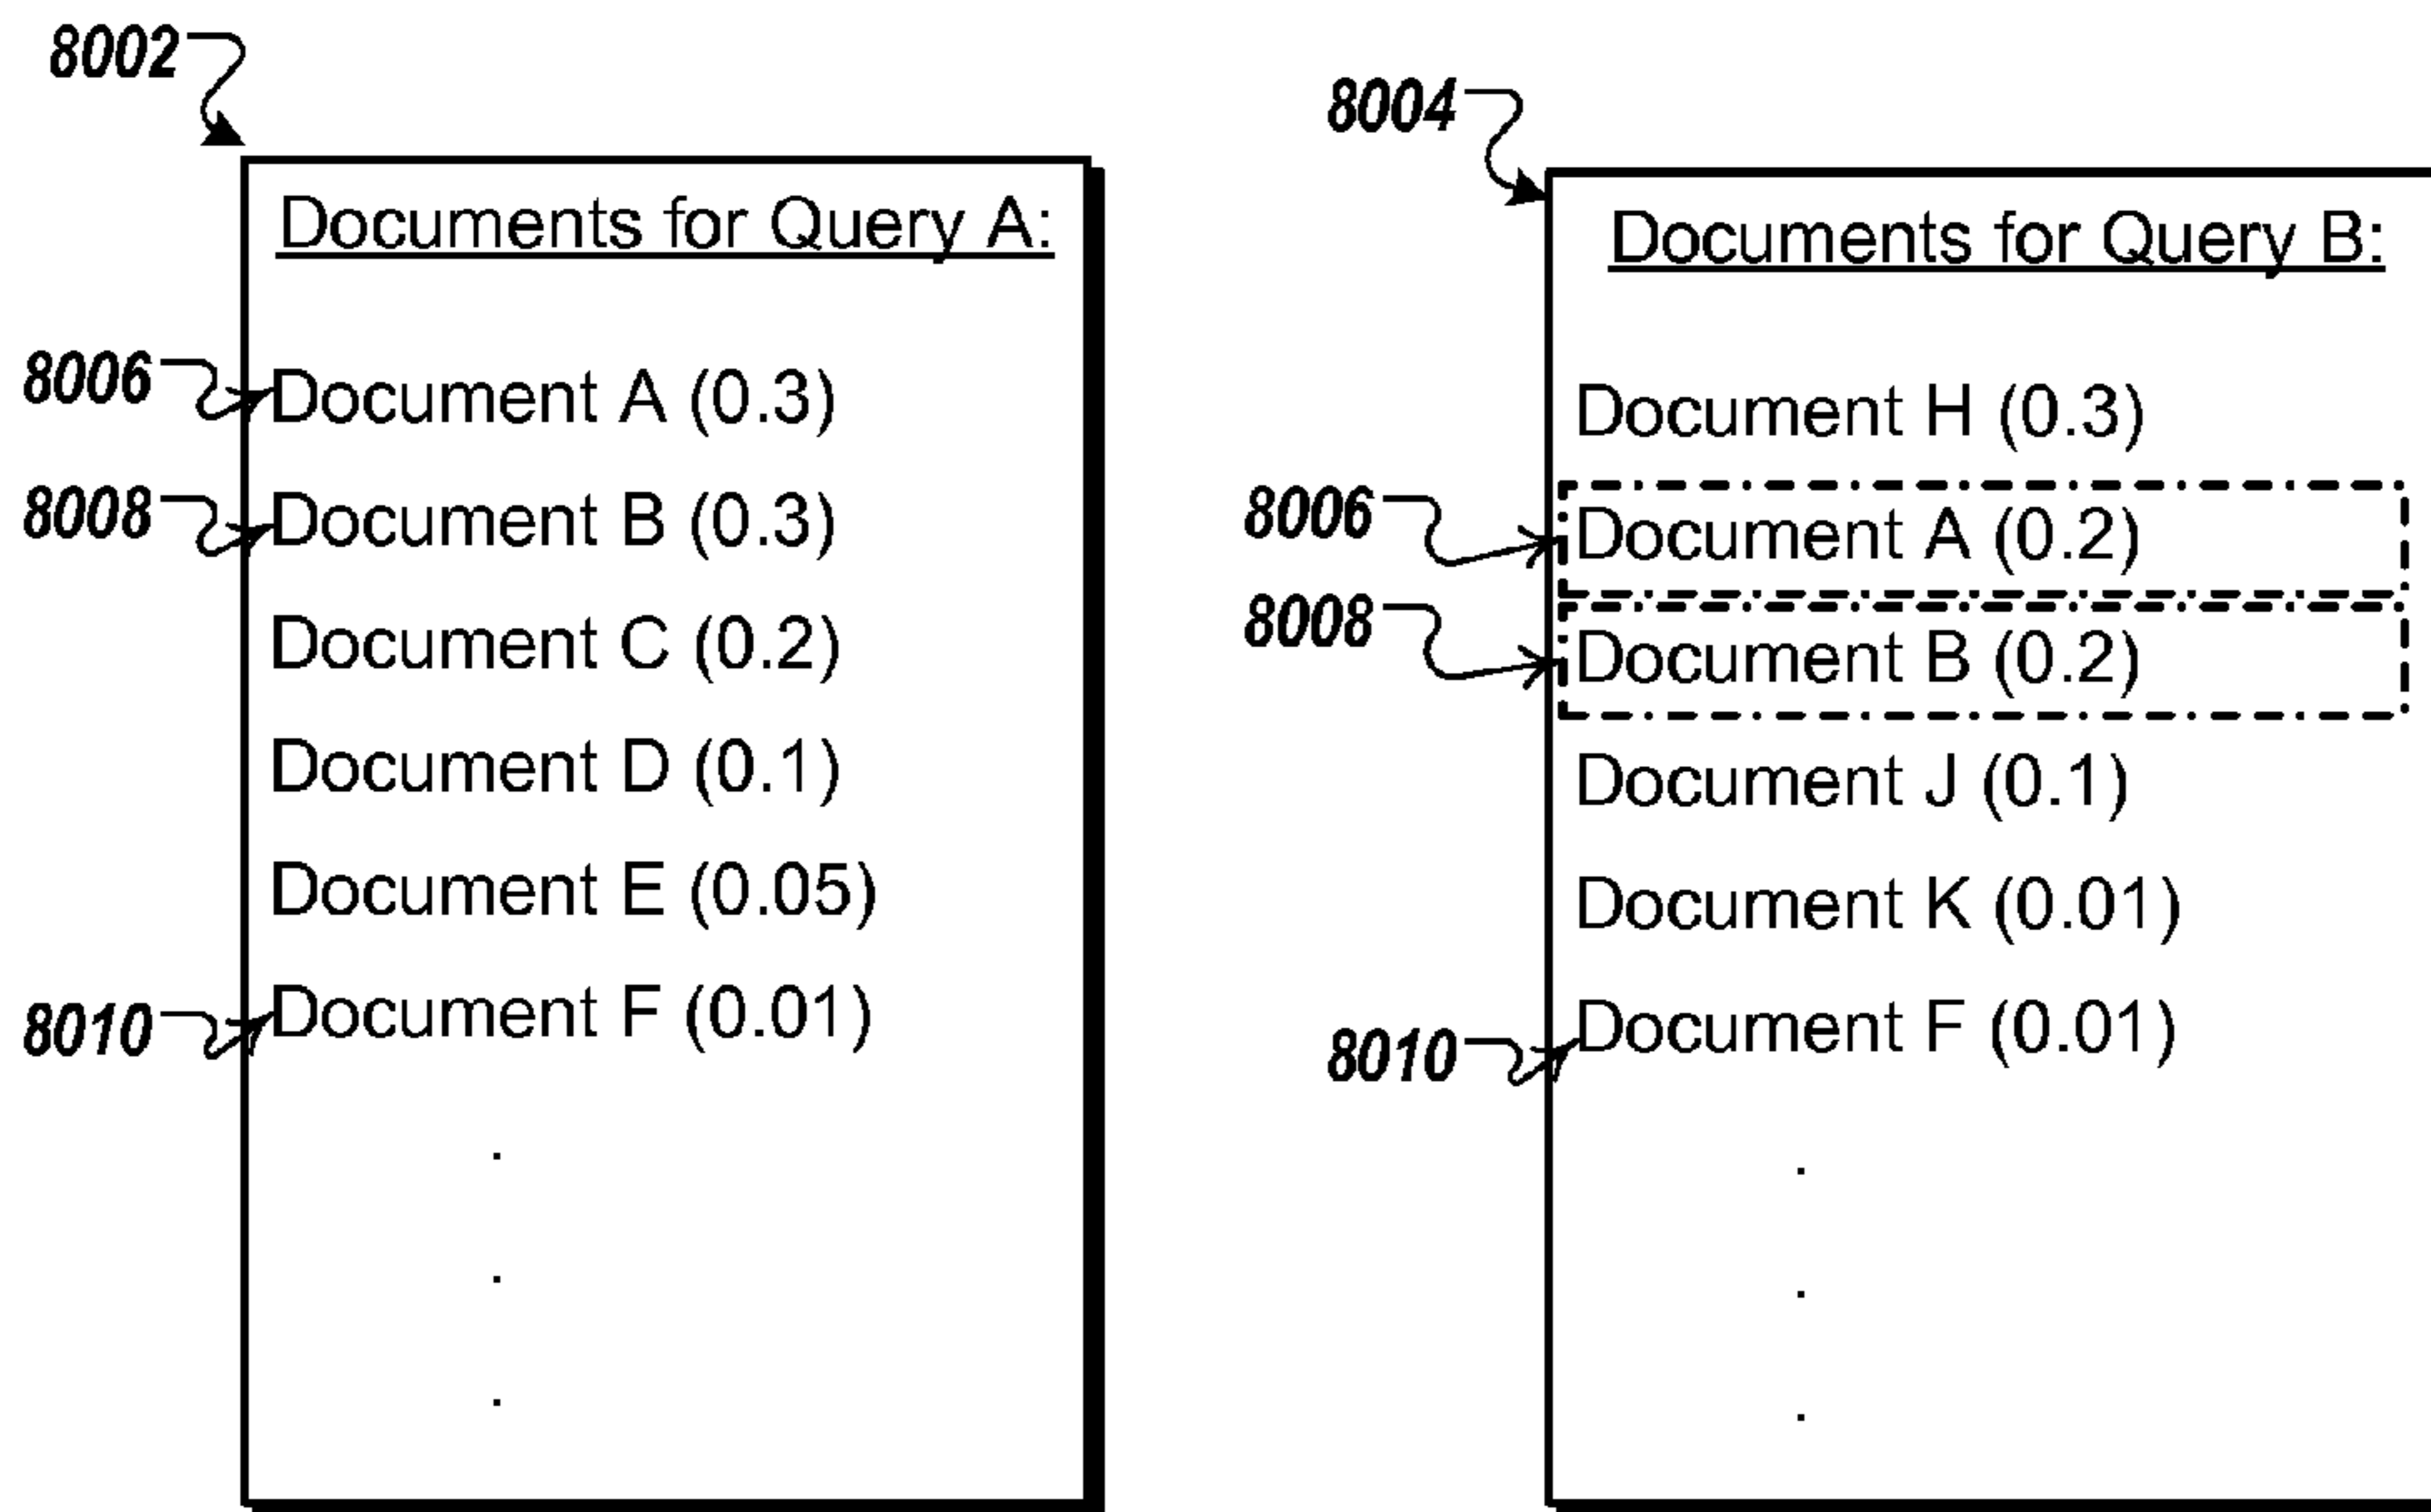 8002
Documents for Query A:
8006
Document A (0.3)
8008
Document B (0.3)
Document C (0.2)
Document D (0.1)
Document E (0.05)
8010
Document F (0.01)
.
.
.
8004
Documents for Query B:
Document H (0.3)
8006
Document A (0.2)
8008
Document B (0.2)
Document J (0.1)
Document K (0.01)
8010
Document F (0.01)
.
.
.